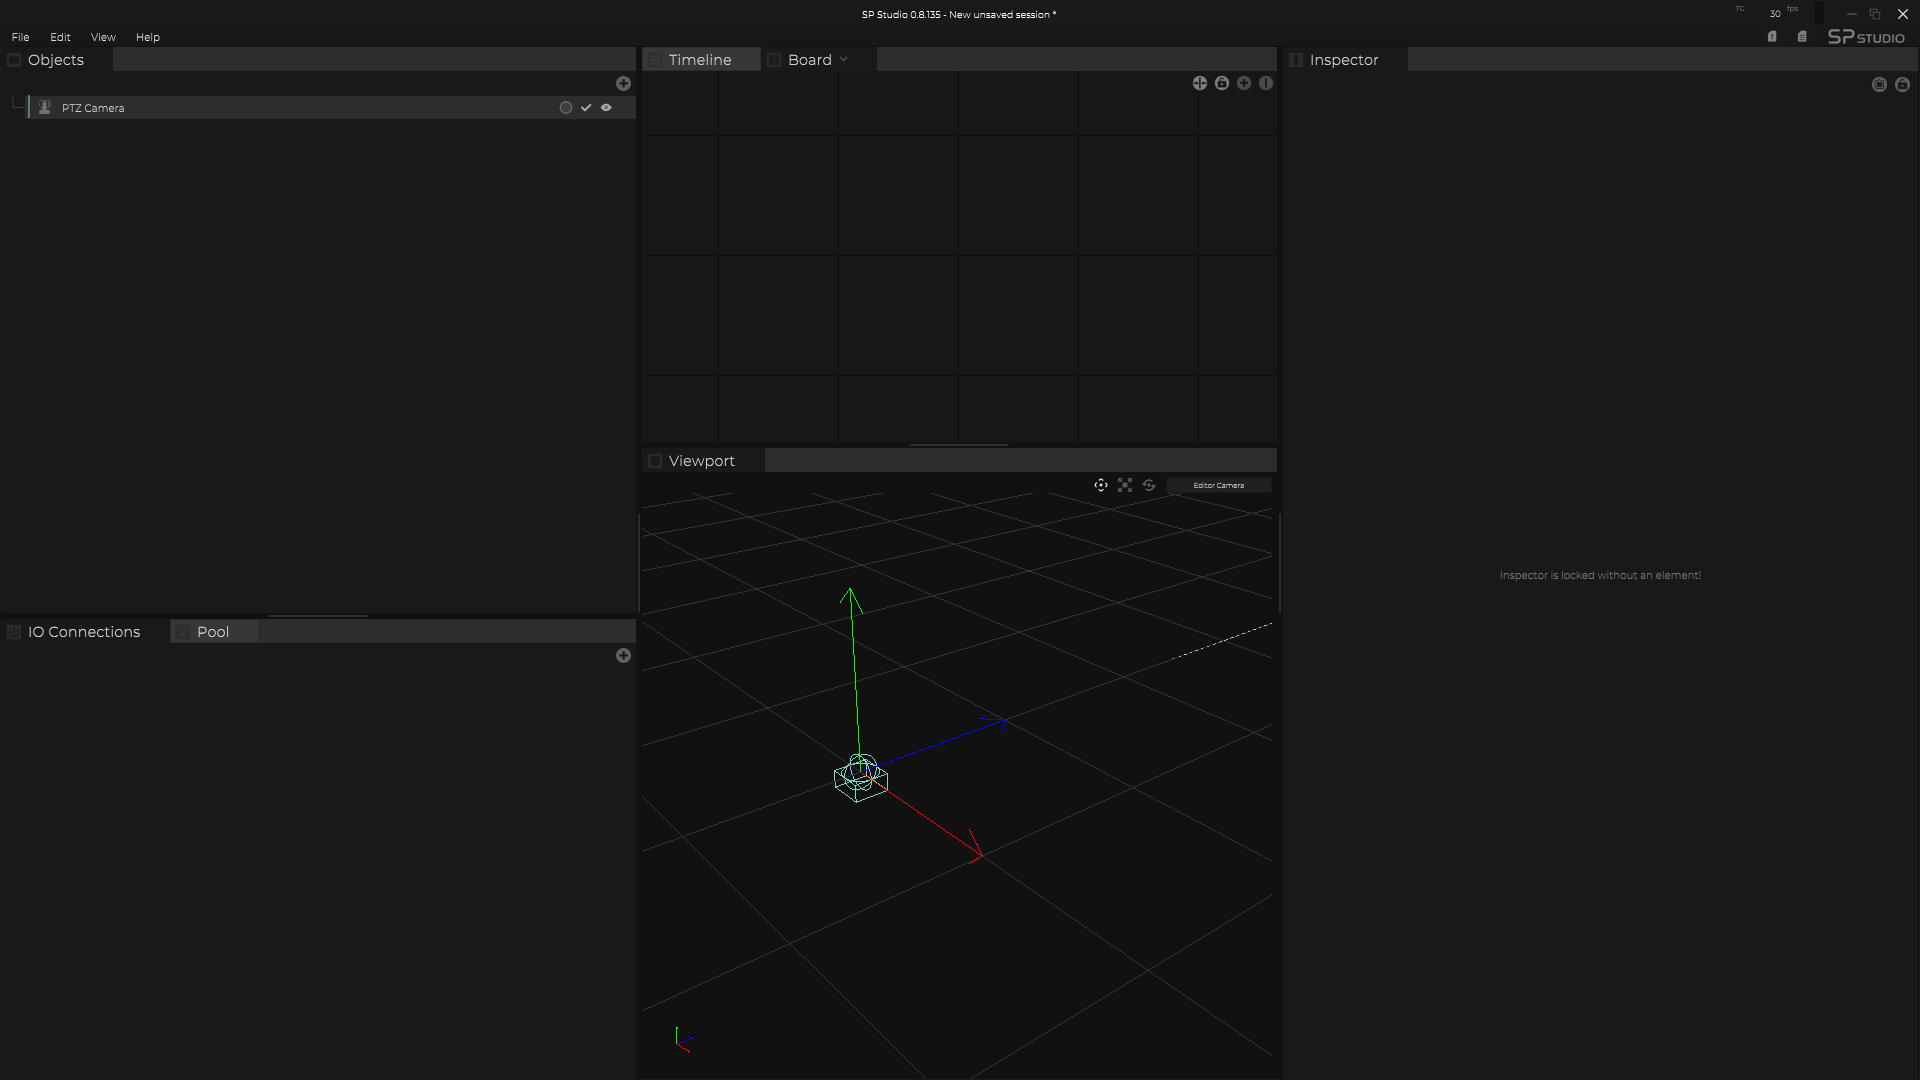 SP Studio 0.8.135 - New unsaved session *
TC
30
fps
File
Edit
View
Help
SP STUDIO
Objects
Timeline
Board
Inspector
PTZ Camera
Viewport
Editor Camera
Inspector is locked without an element!
IO Connections
Pool